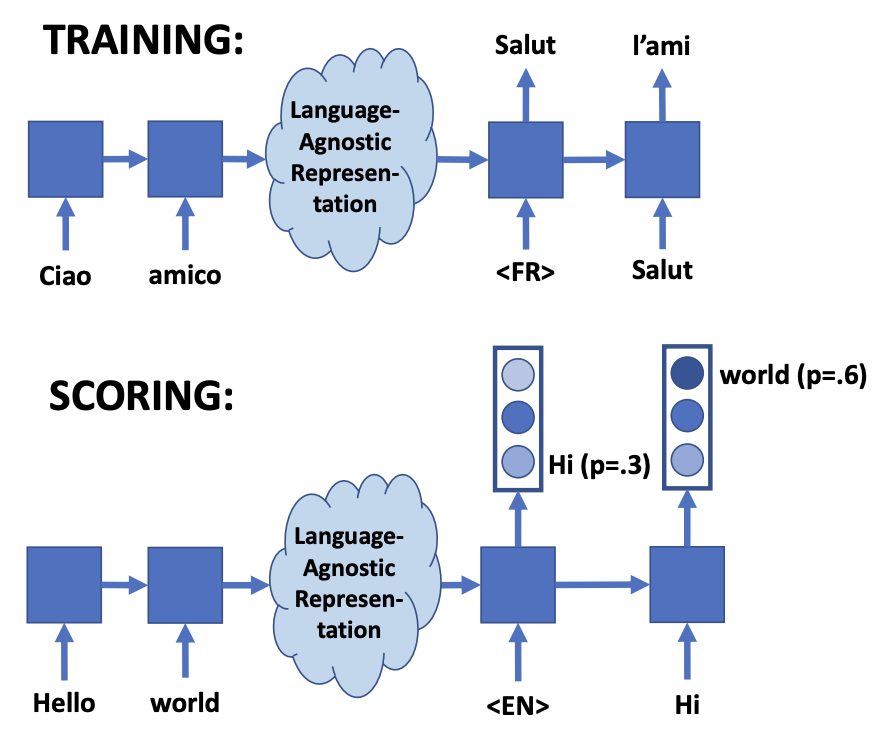 TRAINING:
Salut
l’ami
Language-
Agnostic
Represen-
tation
Ciao
amico
<FR>
Salut
SCORING:
world (p=.6)
Hi (p=.3)
Language-
Agnostic
Represen-
tation
Hello
world
<EN>
Hi